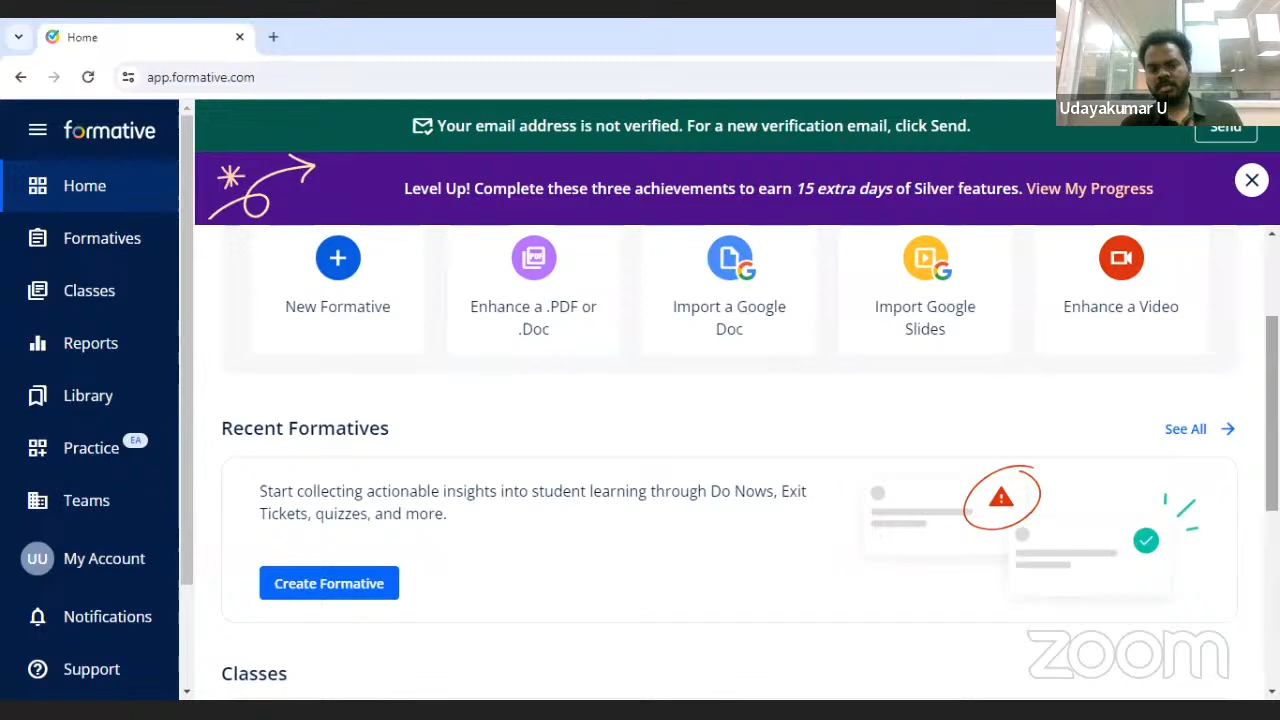 Home
app.formative.com
Udayakumar U
formative
Your email address is not verified. For a new verification email, click Send.
Send
Level Up! Complete these three achievements to earn 15 extra days of Silver features. View My Progress
Home
Formatives
Classes
Reports
Library
Practice EA
Teams
UU My Account
Notifications
Support
New Formative
Enhance a .PDF or
.Doc
Import a Google
Doc
Import Google
Slides
Enhance a Video
PDF
Recent Formatives
See All
Start collecting actionable insights into student learning through Do Nows, Exit
Tickets, quizzes, and more.
Create Formative
Classes
zoom